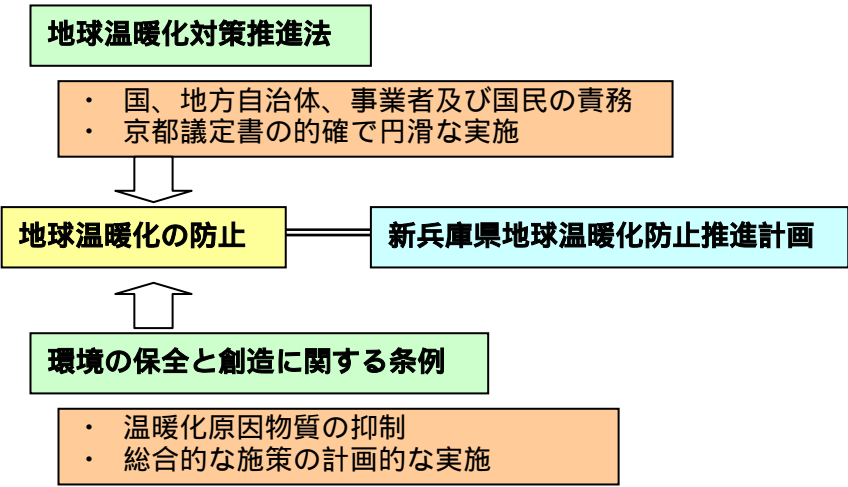 地球温暖化対策推進法
・ 国、地方自治体、事業者及び国民の責務
・ 京都議定書の的確で円滑な実施
地球温暖化の防止
新兵庫県地球温暖化防止推進計画
環境の保全と創造に関する条例
・ 温暖化原因物質の抑制
・ 総合的な施策の計画的な実施